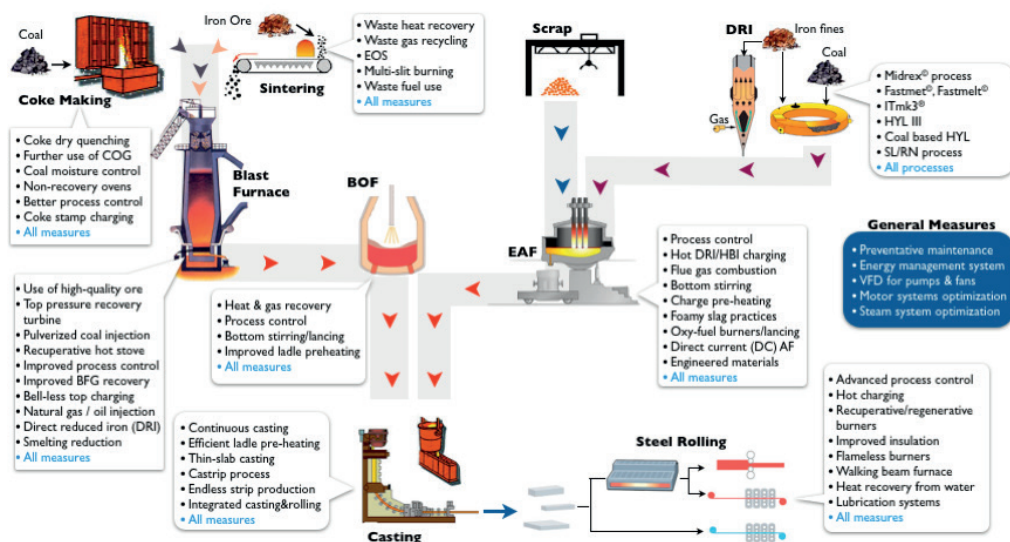 Coal
Coke Making
• Coke dry quenching
• Further use of COG
• Coal moisture control
• Non-recovery ovens
• Better process control
• Coke stamp charging
• All measures
Iron Ore
Sintering
• Waste heat recovery
• Waste gas recycling
• EOS
• Multi-slit burning
• Waste fuel use
• All measures
Blast
Furnace
• Use of high-quality ore
• Top pressure recovery
turbine
• Pulverized coal injection
• Recuperative hot stove
• Improved process control
• Improved BFG recovery
• Bell-less top charging
• Natural gas / oil injection
• Direct reduced iron (DRI)
• Smelting reduction
• All measures
BOF
• Heat & gas recovery
• Process control
• Bottom stirring/lancing
• Improved ladle preheating
• All measures
Scrap
DRI
Iron fines
Coal
Gas
• Midrex© process
• Fastmet©, Fastmelt©
• ITmk3®
• HYL III
• Coal based HYL
• SL/RN process
• All processes
EAF
• Process control
• Hot DRI/HBI charging
• Flue gas combustion
• Bottom stirring
• Charge pre-heating
• Foamy slag practices
• Oxy-fuel burners/lancing
• Direct current (DC) AF
• Engineered materials
• All measures
General Measures
• Preventative maintenance
• Energy management system
• VFD for pumps & fans
• Motor systems optimization
• Steam system optimization
• Continuous casting
• Efficient ladle pre-heating
• Thin-slab casting
• Castrip process
• Endless strip production
• Integrated casting&rolling
• All measures
Casting
Steel Rolling
• Advanced process control
• Hot charging
• Recuperative/regenerative
burners
• Improved insulation
• Flameless burners
• Walking beam furnace
• Heat recovery from water
• Lubrication systems
• All measures